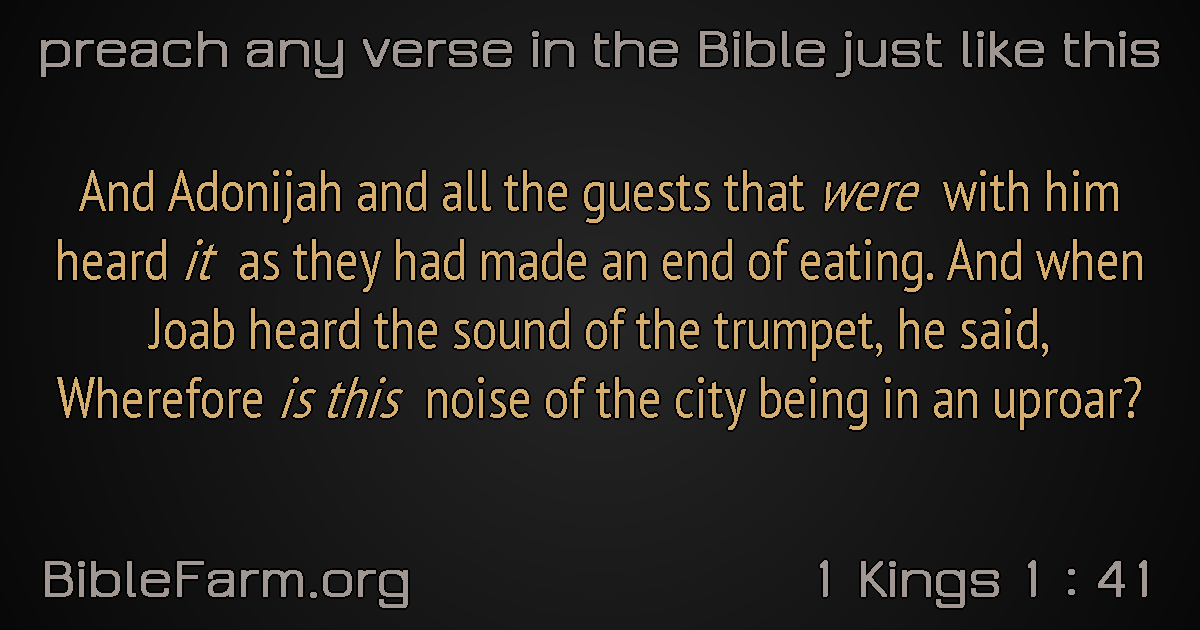 preach any verse in the Bible just like this
And Adonijah and all the guests that were with him
heard it as they had made an end of eating. And when
Joab heard the sound of the trumpet, he said,
Wherefore is this noise of the city being in an uproar?
BibleFarm.org
1 Kings 1 : 41